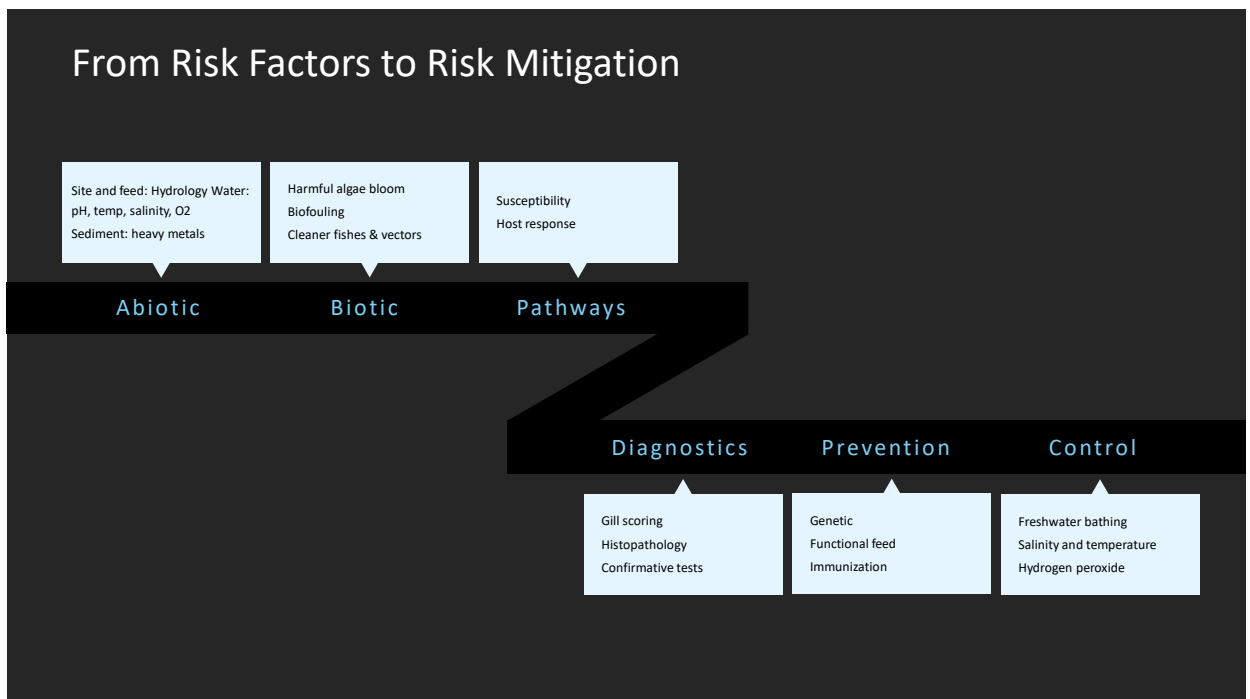 From Risk Factors to Risk Mitigation
Site and feed: Hydrology Water:
pH, temp, salinity, O2
Sediment: heavy metals
Harmful algae bloom
Biofouling
Cleaner fishes & vectors
Susceptibility
Host response
Abiotic
Biotic
Pathways
Diagnostics
Prevention
Control
Gill scoring
Histopathology
Confirmative tests
Genetic
Functional feed
Immunization
Freshwater bathing
Salinity and temperature
Hydrogen peroxide